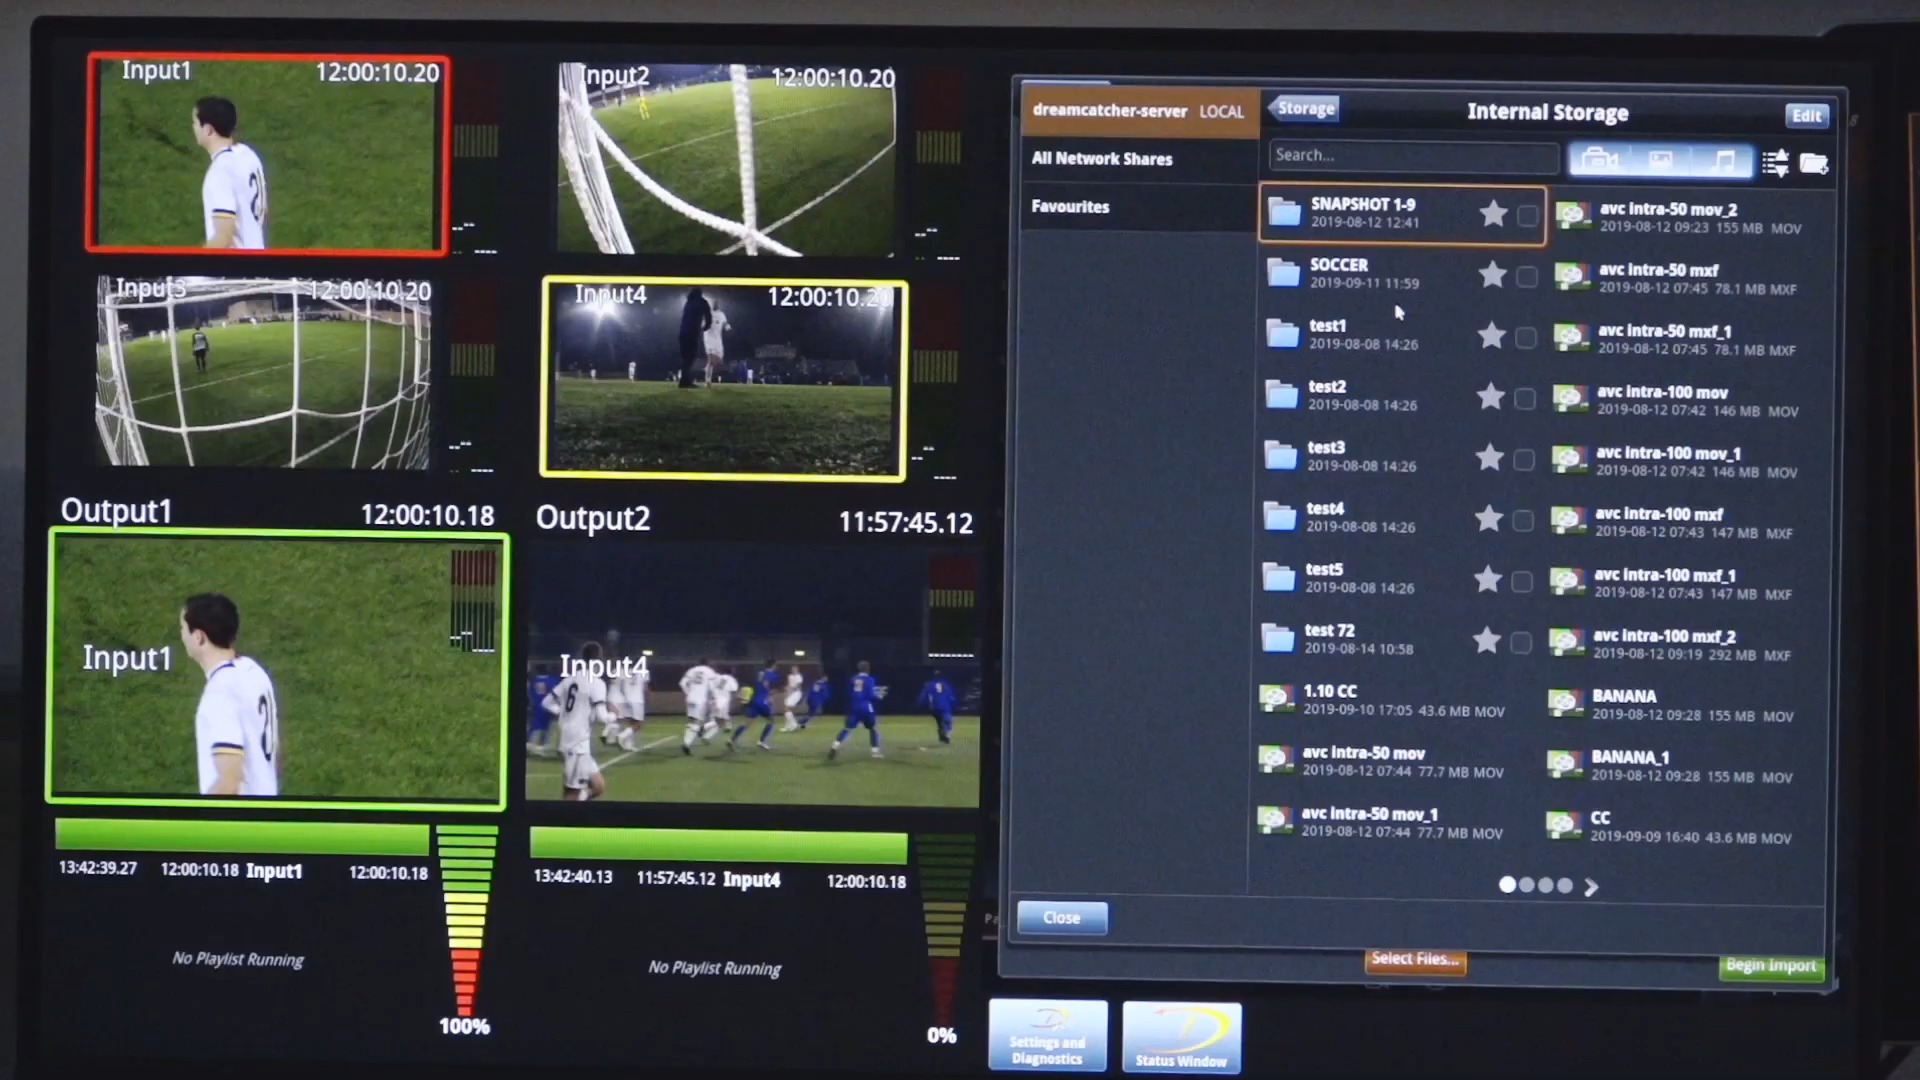 Input1 12:00:10.20
Input2 12:00:10.20
Input3 12:00:10.20
Input4 12:00:10.20
Output1 12:00:10.18
Output2 11:57:45.12
Input1
Input4
6
13:42:39.27 12:00:10.18 Input1 12:00:10.18
13:42:40.13 11:57:45.12 Input4 12:00:10.18
No Playlist Running
No Playlist Running
100%
0%
dreamcatcher-server LOCAL
All Network Shares
Favourites
Storage
Internal Storage
Edit
Search...
SNAPSHOT 1-9
2019-08-12 12:41
SOCCER
2019-09-11 11:59
test1
2019-08-08 14:26
test2
2019-08-08 14:26
test3
2019-08-08 14:26
test4
2019-08-08 14:26
test5
2019-08-08 14:26
test 72
2019-08-14 10:58
1.10 CC
2019-09-10 17:05 43.6 MB MOV
avc intra-50 mov
2019-08-12 07:44 77.7 MB MOV
avc intra-50 mov_1
2019-08-12 07:44 77.7 MB MOV
avc intra-50 mov_2
2019-08-12 09:23 155 MB MOV
avc intra-50 mxf
2019-08-12 07:45 78.1 MB MXF
avc intra-50 mxf_1
2019-08-12 07:45 78.1 MB MXF
avc intra-100 mov
2019-08-12 07:42 146 MB MOV
avc intra-100 mov_1
2019-08-12 07:42 146 MB MOV
avc intra-100 mxf
2019-08-12 07:43 147 MB MXF
avc intra-100 mxf_1
2019-08-12 07:43 147 MB MXF
avc intra-100 mxf_2
2019-08-12 09:19 292 MB MXF
BANANA
2019-08-12 09:28 155 MB MOV
BANANA_1
2019-08-12 09:28 155 MB MOV
CC
2019-09-09 16:40 43.6 MB MOV
Close
Select Files...
Begin Import
Settings and
Diagnostics
Status Window